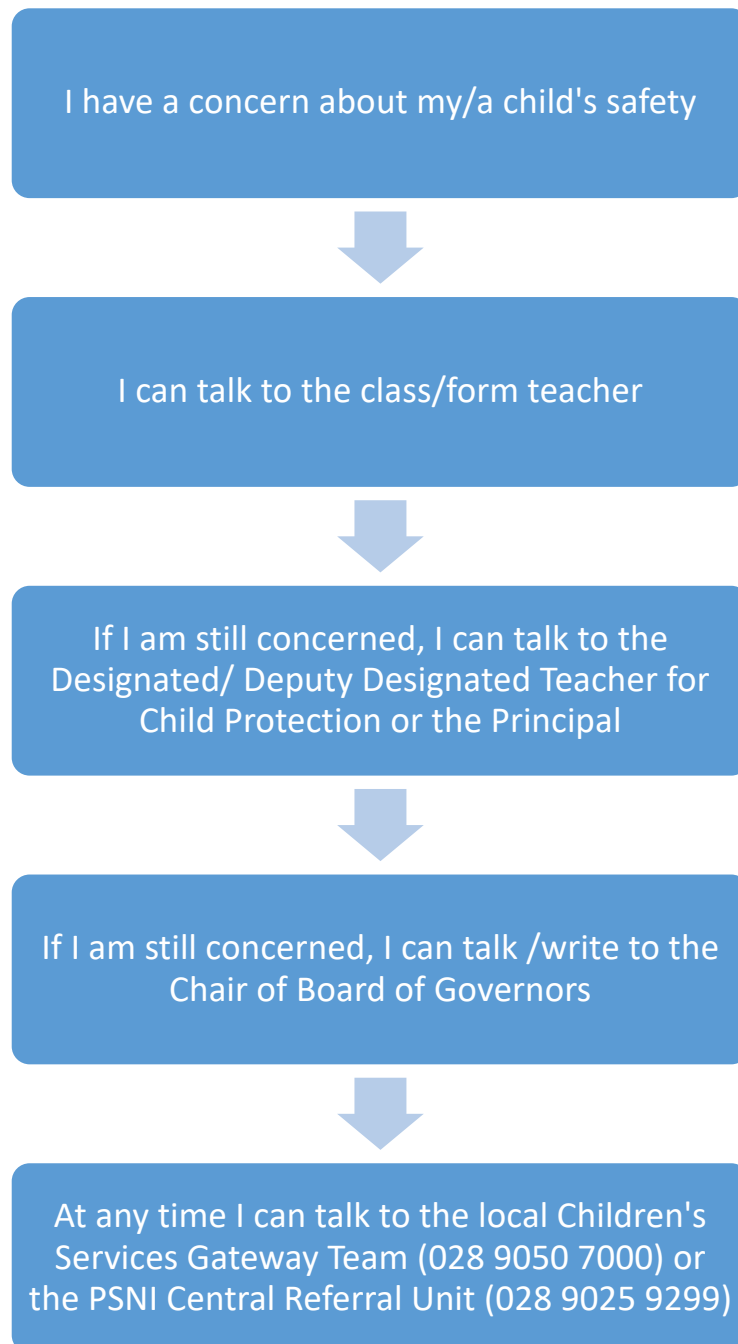 I have a concern about my/a child's safety
I can talk to the class/form teacher
If I am still concerned, I can talk to the
Designated/ Deputy Designated Teacher for
Child Protection or the Principal
If I am still concerned, I can talk /write to the
Chair of Board of Governors
At any time I can talk to the local Children's
Services Gateway Team (028 9050 7000) or
the PSNI Central Referral Unit (028 9025 9299)